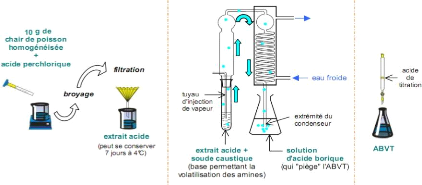 10 g de
chair de poisson
homogénéisée
+
acide perchlorique
broyage
filtration
extrait acide
(peut se conserver
7 jours à 4°C)
tuyau
d'injection
de vapeur
eau froide
extrémité du
condenseur
extrait acide +
soude caustique
(base permettant la
volatilisation des amines)
solution
d'acide borique
(qui "piège" l'ABVT)
acide
de
titration
ABVT